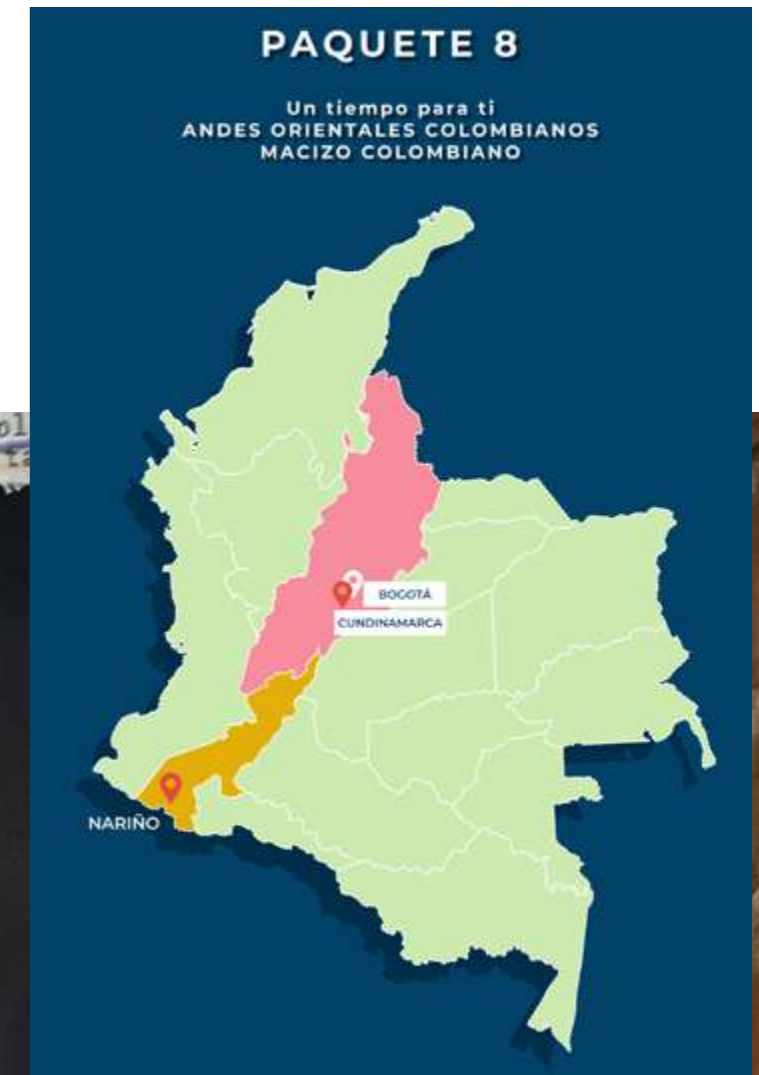 PAQUETE 8
Un tiempo para ti
ANDES ORIENTALES COLOMBIANOS
MACIZO COLOMBIANO
BOGOTÁ
CUNDINAMARCA
NARIÑO